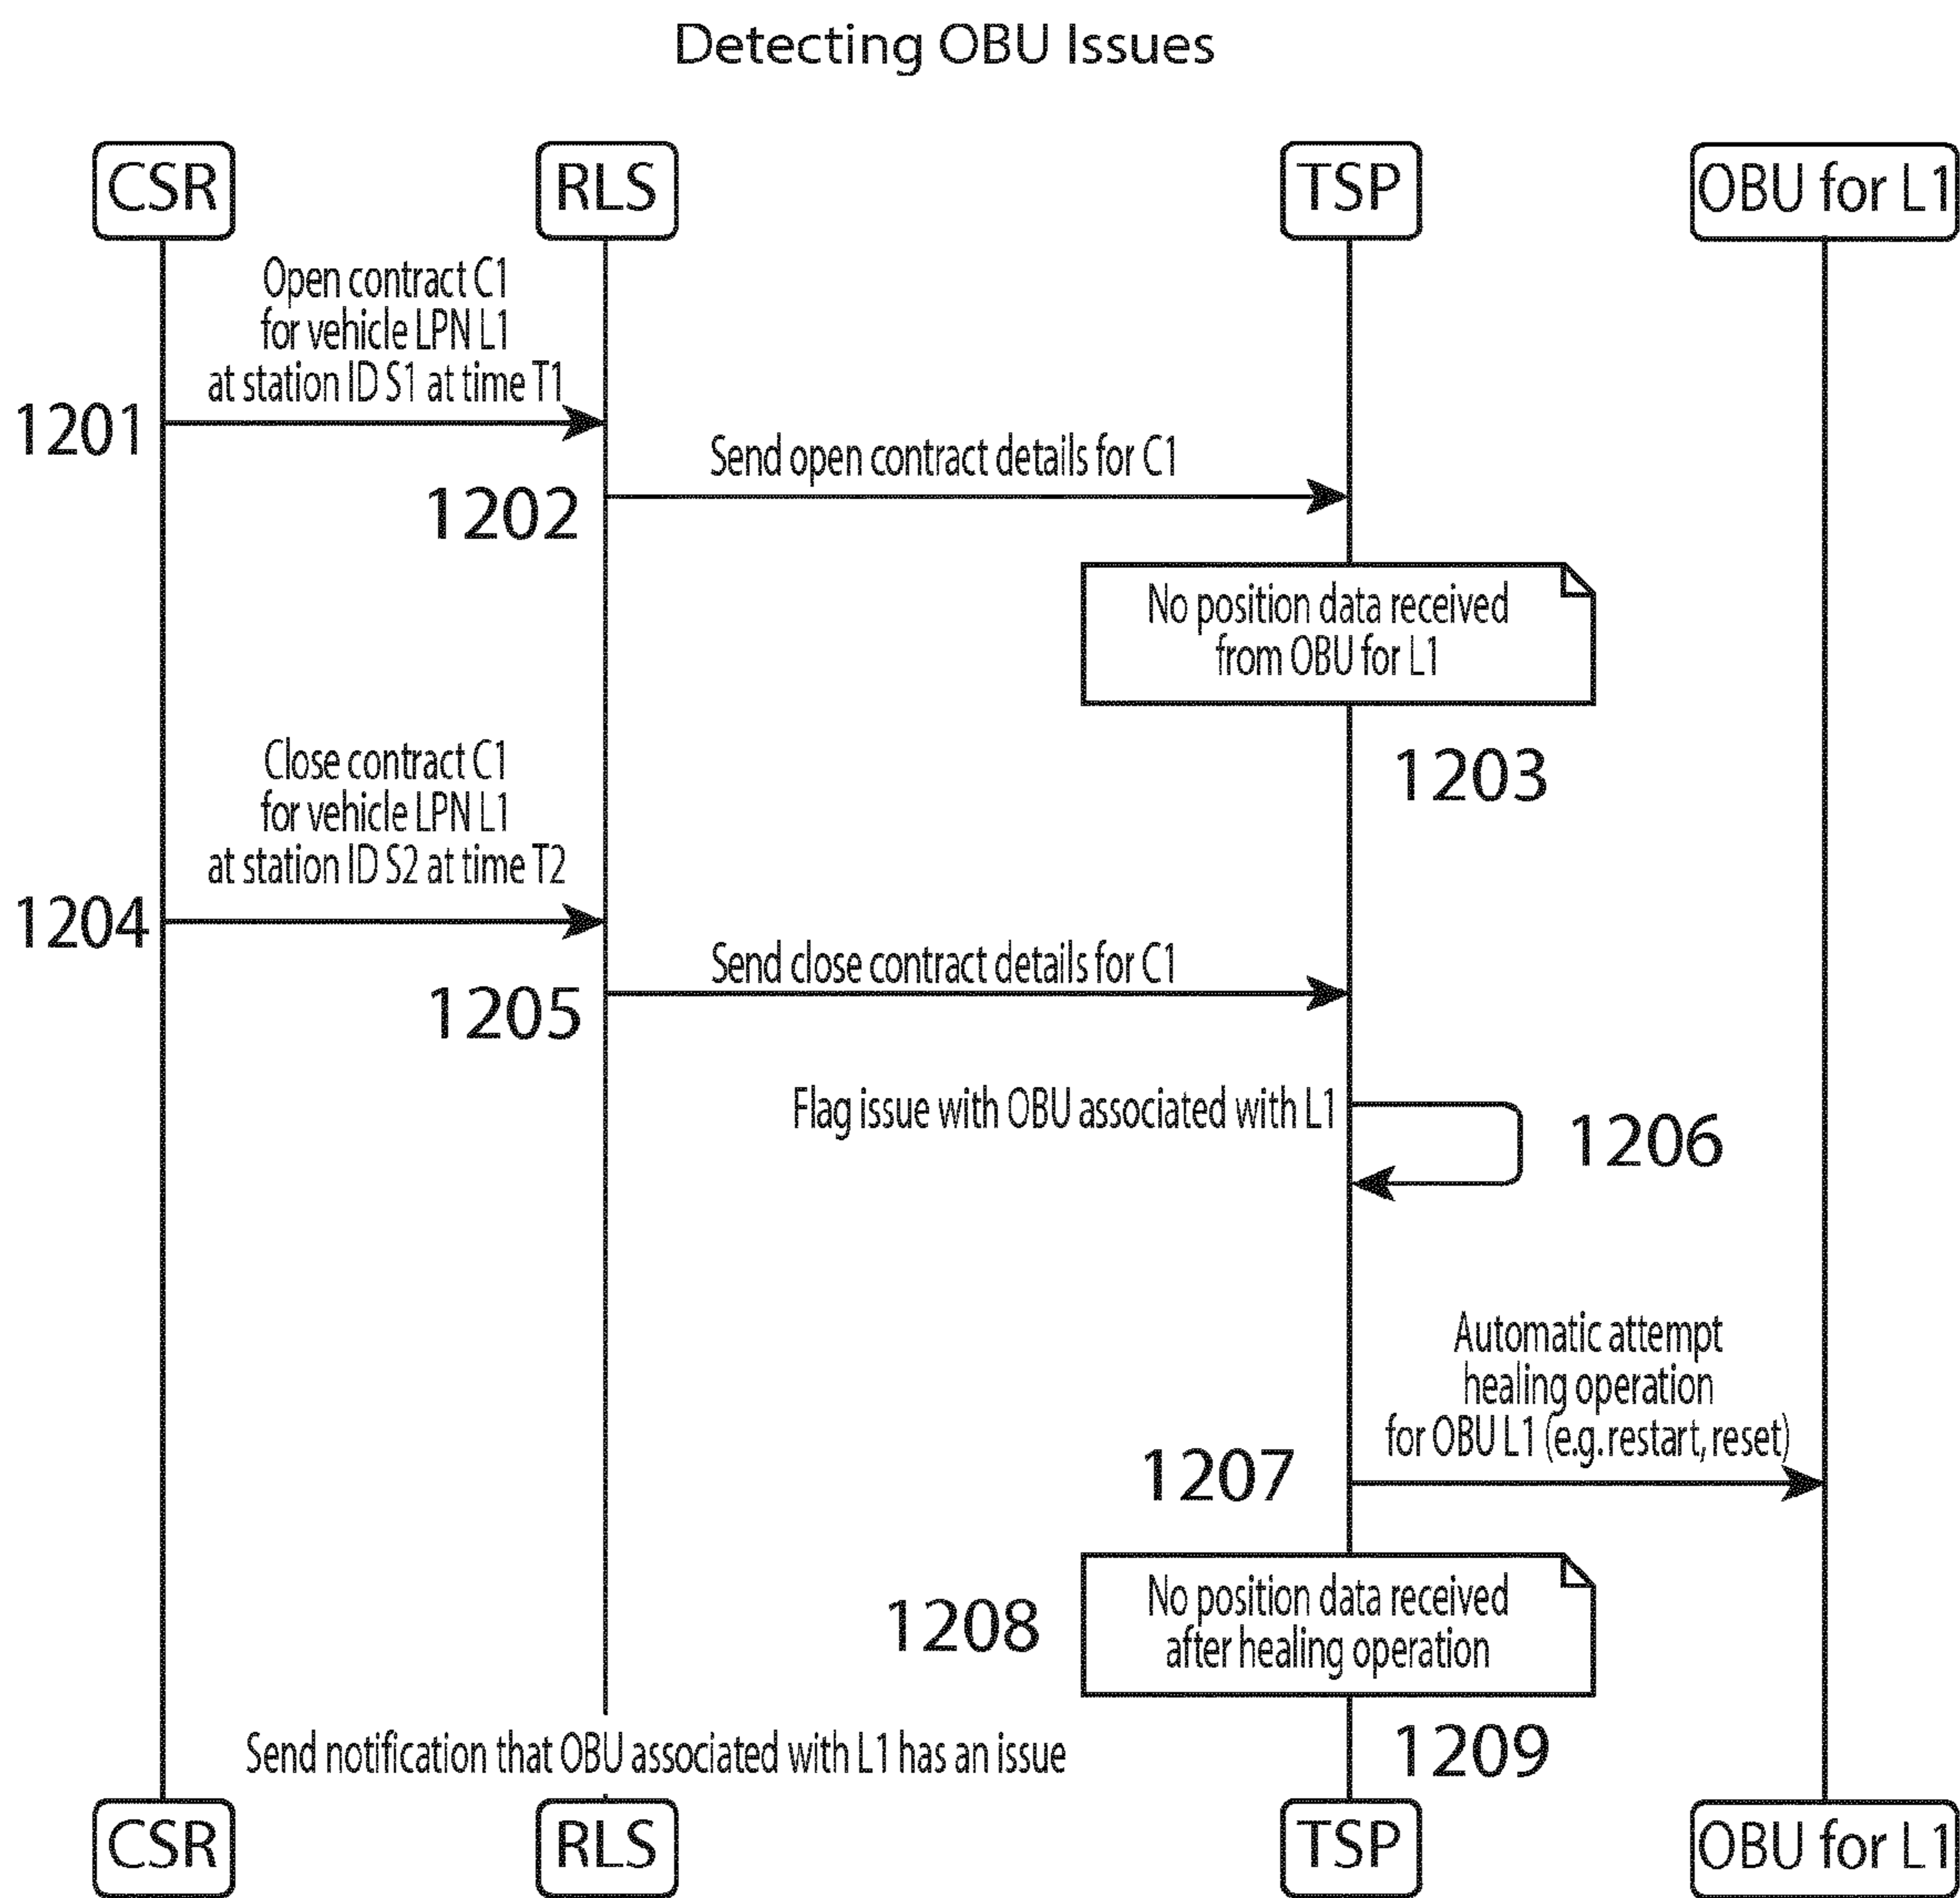 Detecting OBU Issues
CSR
RLS
TSP
OBU for L1
Open contract C1
for vehicle LPN L1
at station ID S1 at time T1
1201
Send open contract details for C1
1202
No position data received
from OBU for L1
1203
Close contract C1
for vehicle LPN L1
at station ID S2 at time T2
1204
Send close contract details for C1
1205
Flag issue with OBU associated with L1
1206
Automatic attempt
healing operation
for OBU L1 (e.g. restart, reset)
1207
No position data received
after healing operation
1208
Send notification that OBU associated with L1 has an issue
1209
CSR
RLS
TSP
OBU for L1